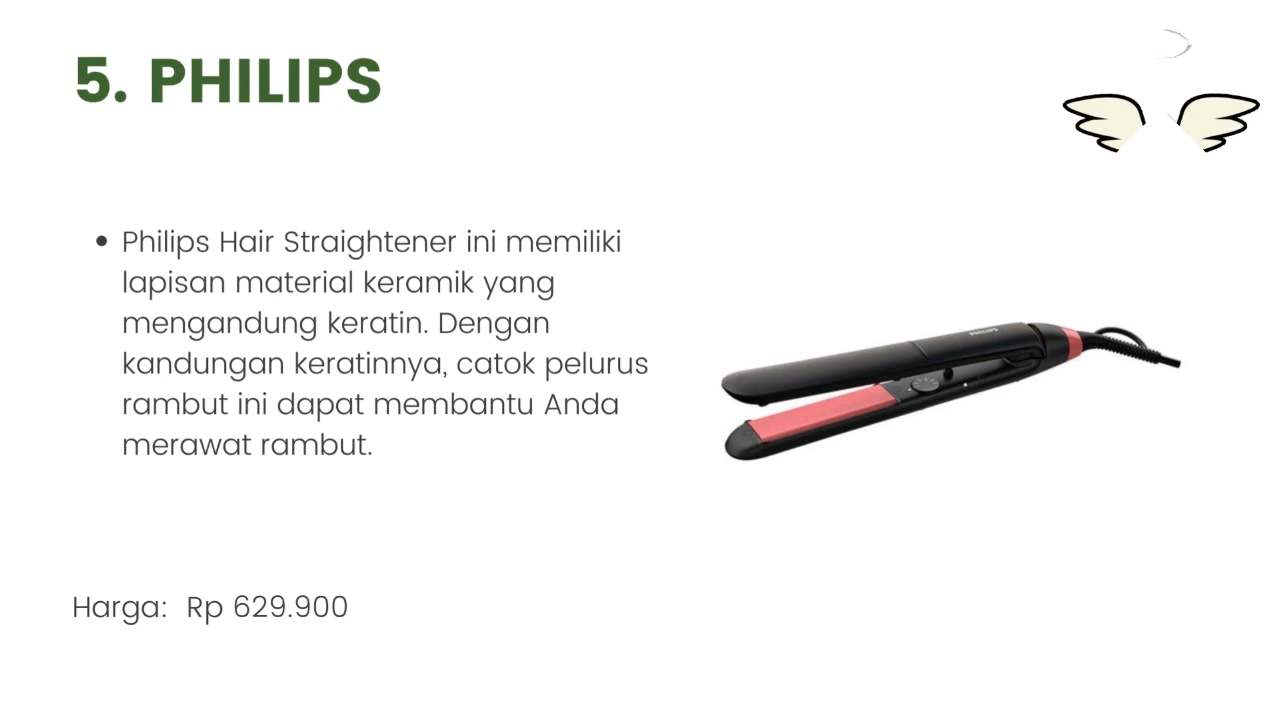 5. PHILIPS
• Philips Hair Straightener ini memiliki
lapisan material keramik yang
mengandung keratin. Dengan
kandungan keratinnya, catok pelurus
rambut ini dapat membantu Anda
merawat rambut.
PHILIPS
Harga: Rp 629.900